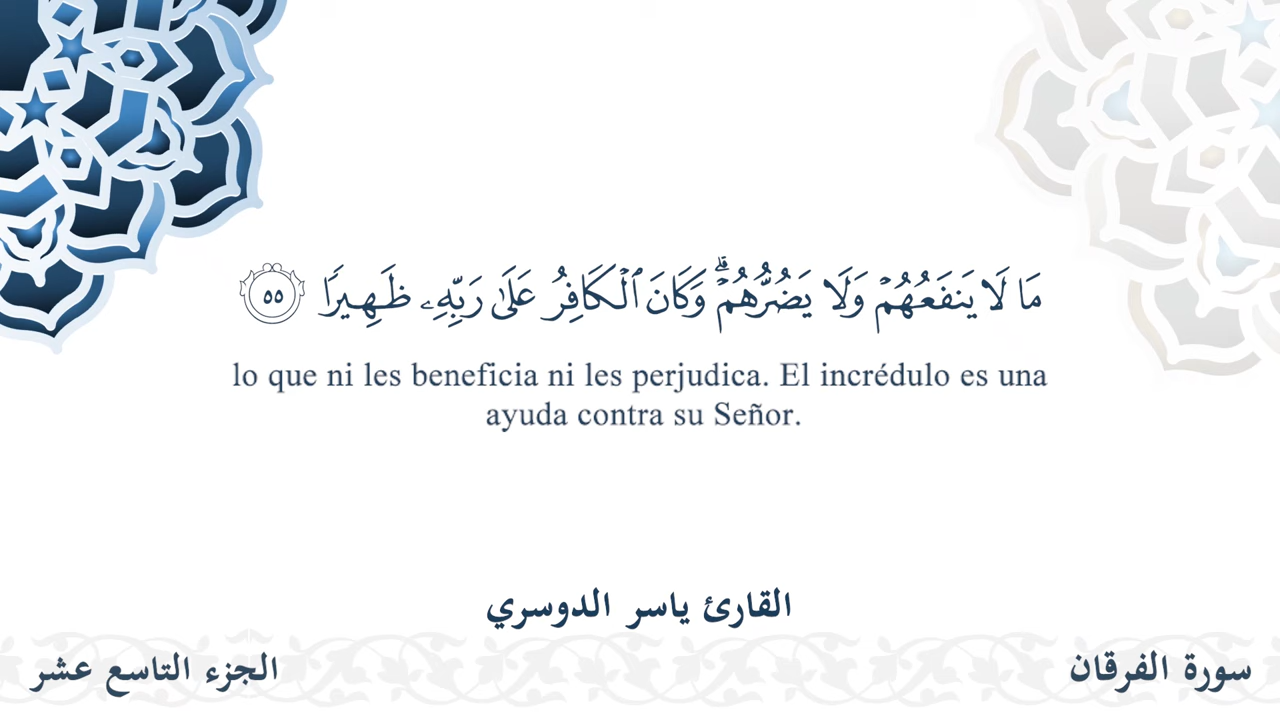 مَا لَا يَنفَعُهُمۡ وَلَا يَضُرُّهُمۡۗ وَكَانَ ٱلۡكَافِرُ عَلَىٰ رَبِّهِۦ ظَهِيرٗا ٥٥
lo que ni les beneficia ni les perjudica. El incrédulo es una
ayuda contra su Señor.
القارئ ياسر الدوسري
سورة الفرقان
الجزء التاسع عشر